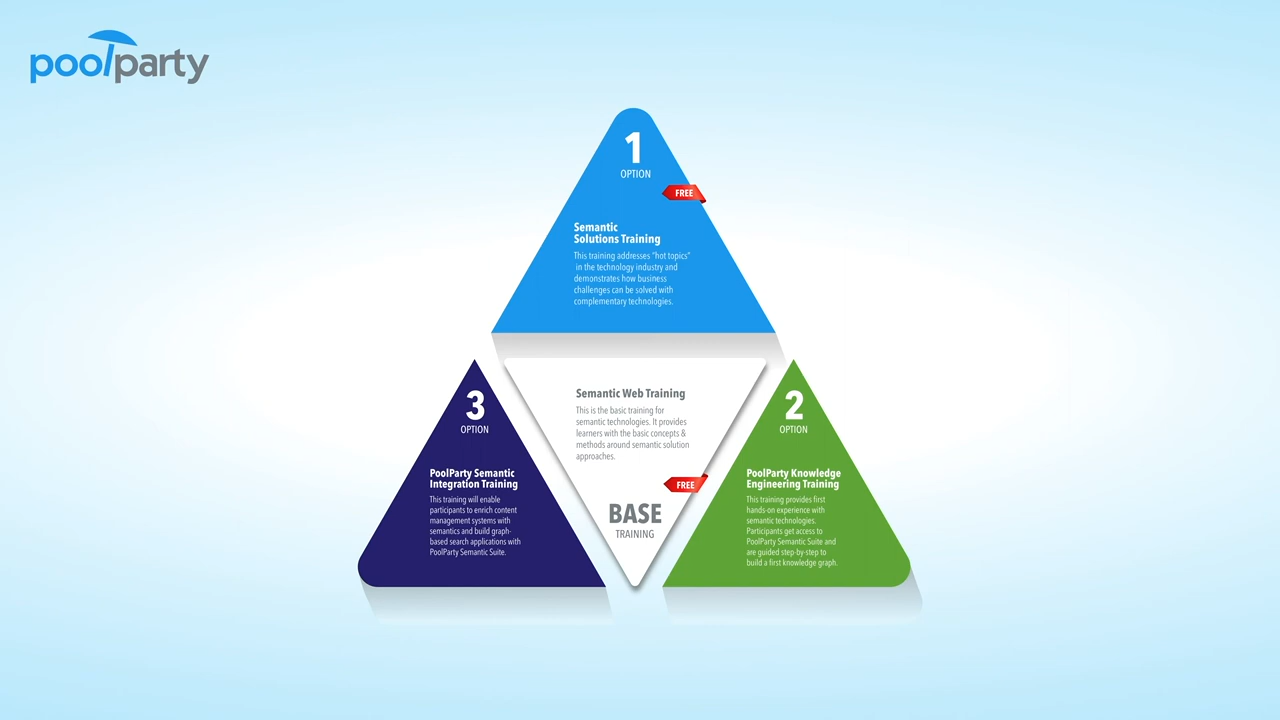 poolparty
1
OPTION
FREE
Semantic
Solutions Training
This training addresses "hot topics"
in the technology industry and
demonstrates how business
challenges can be solved with
complementary technologies.
Semantic Web Training
This is the basic training for
semantic technologies. It provides
learners with the basic concepts &
methods around semantic solution
approaches.
FREE
BASE
TRAINING
3
OPTION
PoolParty Semantic
Integration Training
This training will enable
participants to enrich content
management systems with
semantics and build graph-
based search applications with
PoolParty Semantic Suite.
2
OPTION
PoolParty Knowledge
Engineering Training
This training provides first
hands-on experience with
semantic technologies.
Participants get access to
PoolParty Semantic Suite and
are guided step-by-step to
build a first knowledge graph.